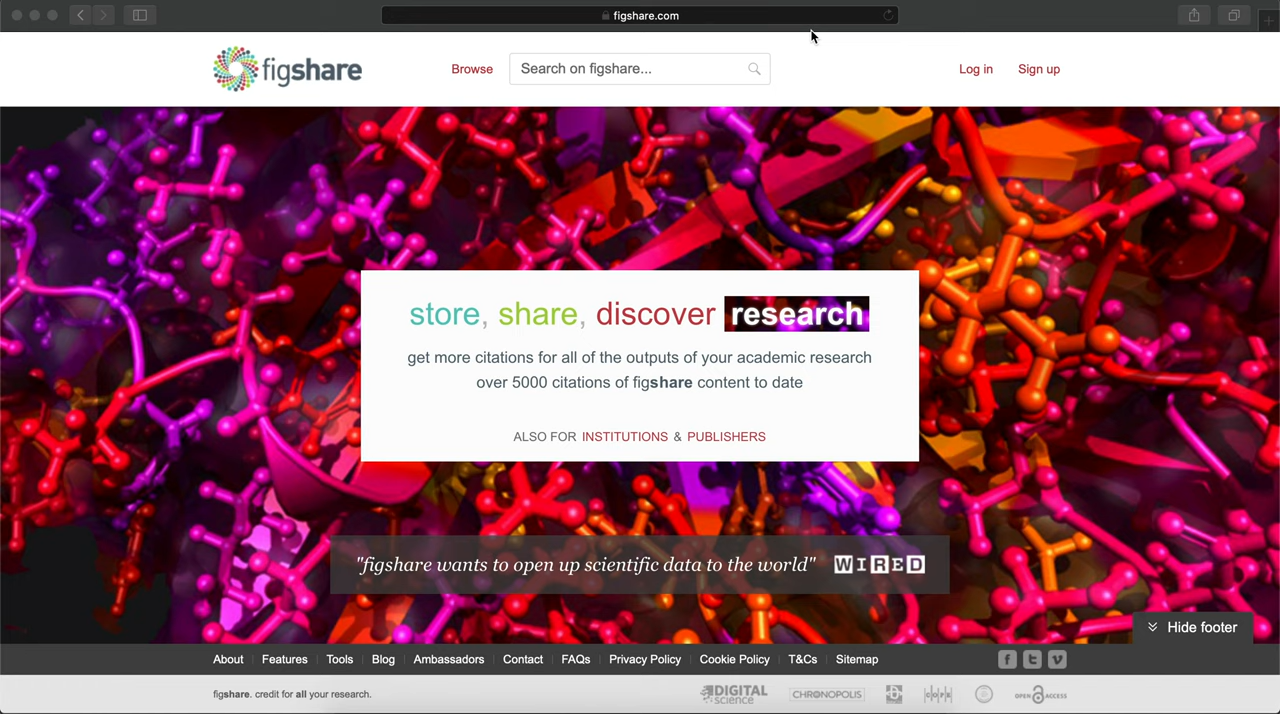 figshare.com
figshare
Browse
Search on figshare...
Log in
Sign up
store, share, discover research
get more citations for all of the outputs of your academic research
over 5000 citations of figshare content to date
ALSO FOR INSTITUTIONS & PUBLISHERS
"figshare wants to open up scientific data to the world" WIRED
Hide footer
About Features Tools Blog Ambassadors Contact FAQs Privacy Policy Cookie Policy T&Cs Sitemap
figshare. credit for all your research.
DIGITAL science
CHRONOPOLIS
COPE
OPEN ACCESS